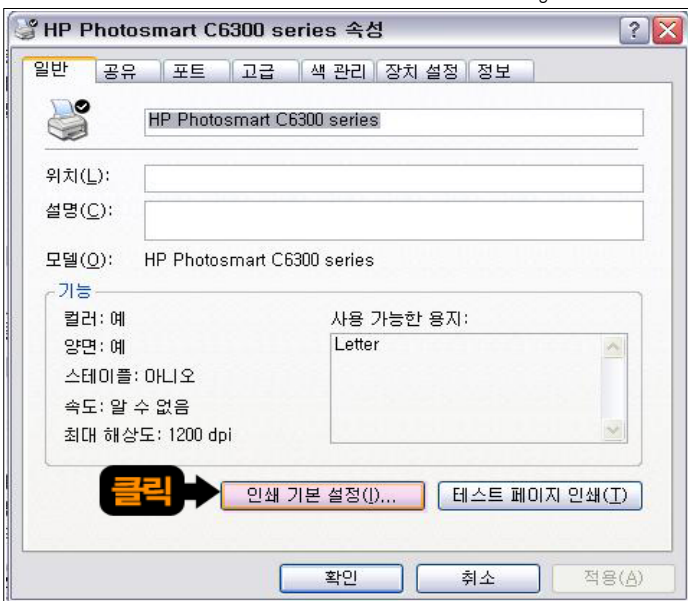 HP Photosmart C6300 series 속성
일반 공유 포트 고급 색 관리 장치 설정 정보
HP Photosmart C6300 series
위치(L):
설명(C):
모델(O): HP Photosmart C6300 series
기능
컬러: 예
사용 가능한 용지:
양면: 예
Letter
스테이플: 아니오
속도: 알 수 없음
최대 해상도: 1200 dpi
클릭
인쇄 기본 설정(I)...
테스트 페이지 인쇄(T)
확인 취소 적용(A)